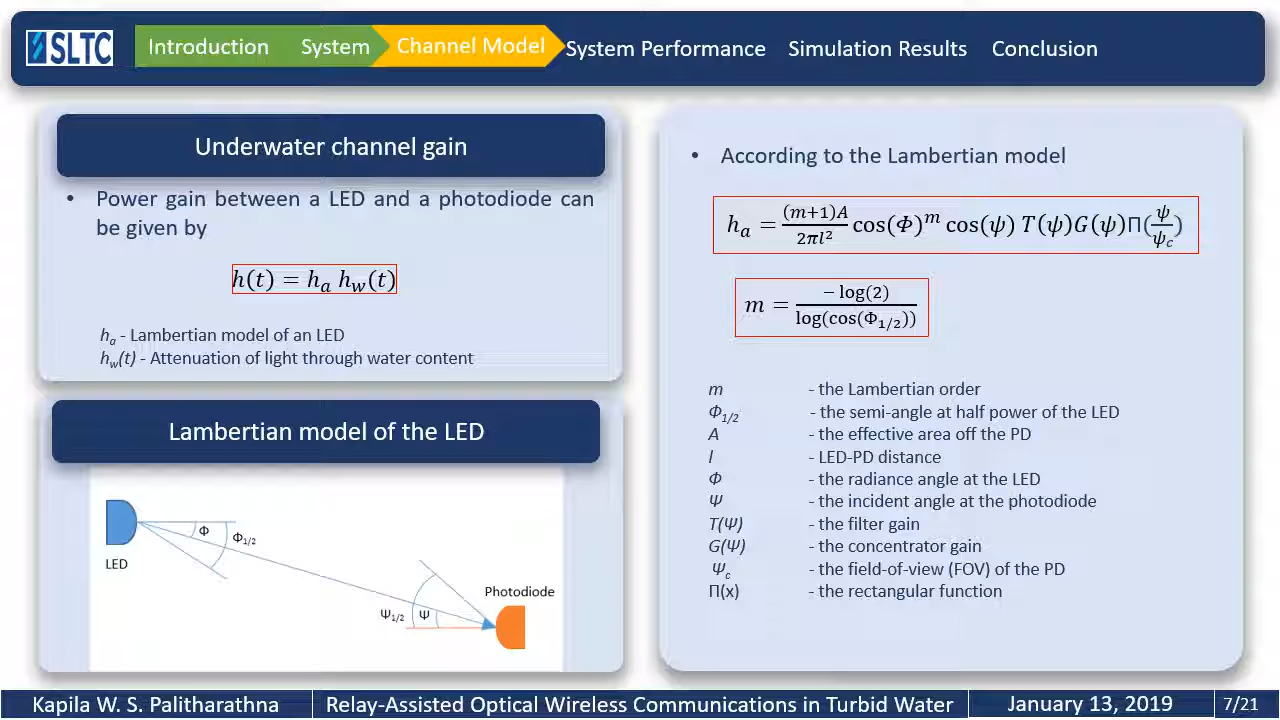 SLTC
Introduction System Channel Model System Performance Simulation Results Conclusion
Underwater channel gain
• Power gain between a LED and a photodiode can
be given by
h(t) = hₐ h_w(t)
hₐ - Lambertian model of an LED
h_w(t) - Attenuation of light through water content
Lambertian model of the LED
LED
Φ
Φ1/2
Photodiode
Ψ1/2
Ψ
• According to the Lambertian model
hₐ = (m+1)A / 2πl² cos(Φ)^m cos(ψ) T(ψ)G(ψ)Π(ψ/ψ_c)
m = −log(2) / log(cos(Φ1/2))
m - the Lambertian order
Φ1/2 - the semi-angle at half power of the LED
A - the effective area off the PD
l - LED-PD distance
Φ - the radiance angle at the LED
Ψ - the incident angle at the photodiode
T(Ψ) - the filter gain
G(Ψ) - the concentrator gain
Ψ_c - the field-of-view (FOV) of the PD
Π(x) - the rectangular function
Kapila W. S. Palitharathna Relay-Assisted Optical Wireless Communications in Turbid Water January 13, 2019 7/21